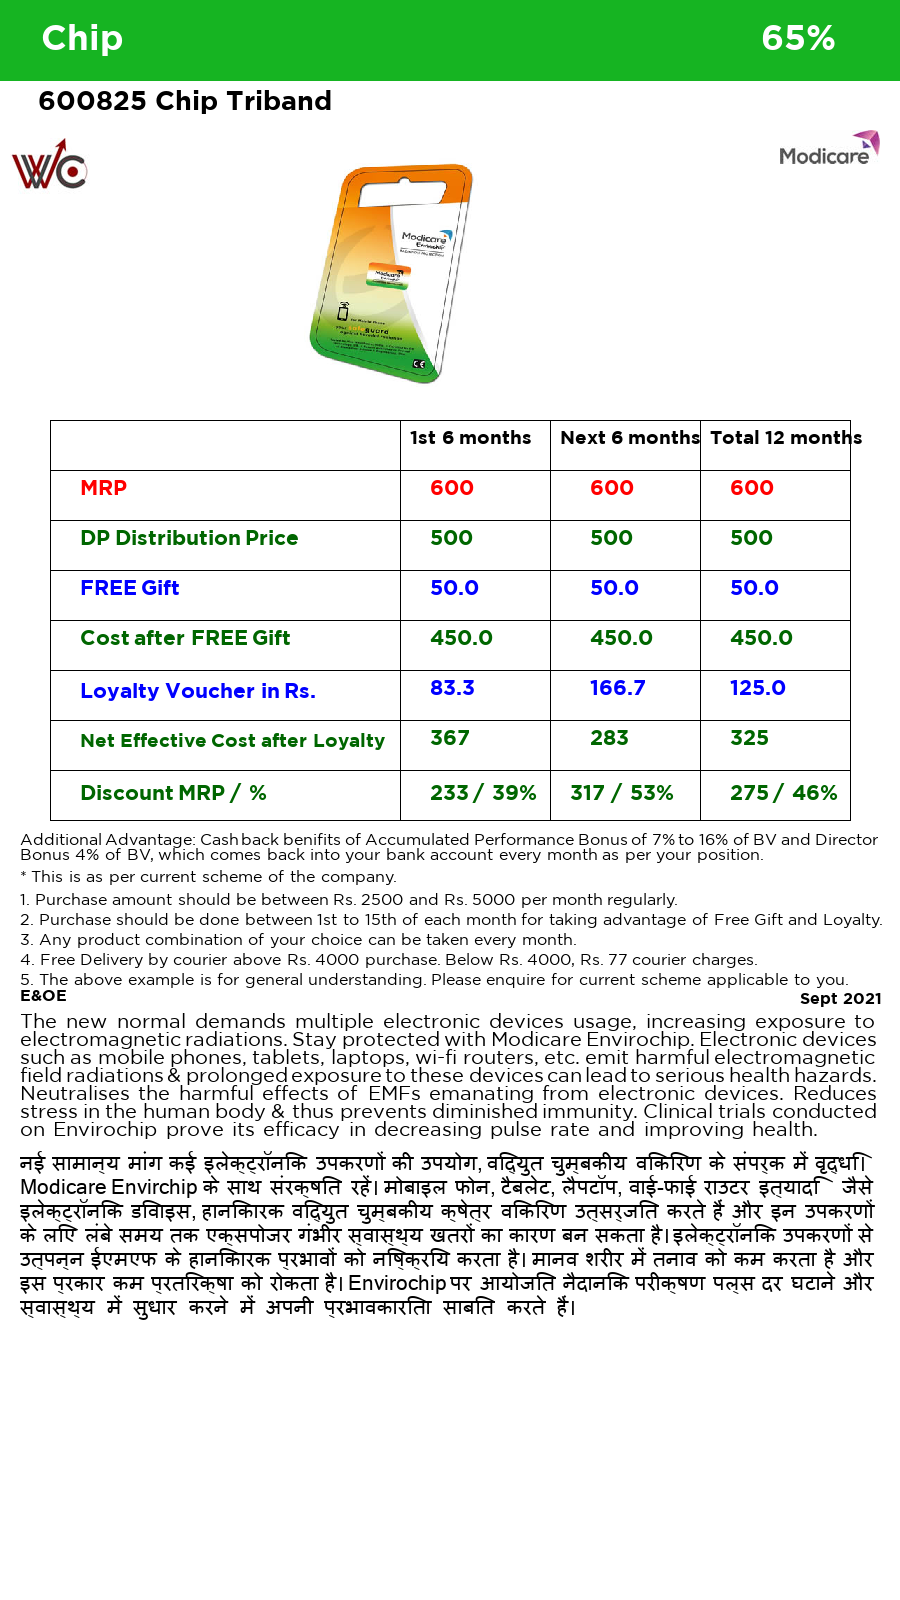 Chip 65%
600825 Chip Triband
WC
Modicare
Modicare
Envirochip
Modicare
safeguard
CE
1st 6 months Next 6 months Total 12 months
MRP 600 600 600
DP Distribution Price 500 500 500
FREE Gift 50.0 50.0 50.0
Cost after FREE Gift 450.0 450.0 450.0
Loyalty Voucher in Rs. 83.3 166.7 125.0
Net Effective Cost after Loyalty 367 283 325
Discount MRP / % 233 / 39% 317 / 53% 275 / 46%
Additional Advantage: Cash back benifits of Accumulated Performance Bonus of 7% to 16% of BV and Director
Bonus 4% of BV, which comes back into your bank account every month as per your position.
* This is as per current scheme of the company.
1. Purchase amount should be between Rs. 2500 and Rs. 5000 per month regularly.
2. Purchase should be done between 1st to 15th of each month for taking advantage of Free Gift and Loyalty.
3. Any product combination of your choice can be taken every month.
4. Free Delivery by courier above Rs. 4000 purchase. Below Rs. 4000, Rs. 77 courier charges.
5. The above example is for general understanding. Please enquire for current scheme applicable to you.
E&OE Sept 2021
The new normal demands multiple electronic devices usage, increasing exposure to
electromagnetic radiations. Stay protected with Modicare Envirochip. Electronic devices
such as mobile phones, tablets, laptops, wi-fi routers, etc. emit harmful electromagnetic
field radiations & prolonged exposure to these devices can lead to serious health hazards.
Neutralises the harmful effects of EMFs emanating from electronic devices. Reduces
stress in the human body & thus prevents diminished immunity. Clinical trials conducted
on Envirochip prove its efficacy in decreasing pulse rate and improving health.
नई सामान्य मांग कई इलेक्ट्रॉनिक उपकरणों की उपयोग, विद्युत चुम्बकीय विकिरण के संपर्क में वृद्धि।
Modicare Envirchip के साथ संरक्षित रहें। मोबाइल फोन, टैबलेट, लैपटॉप, वाई-फाई राउटर इत्यादि जैसे
इलेक्ट्रॉनिक डिवाइस, हानिकारक विद्युत चुम्बकीय क्षेत्र विकिरण उत्सर्जित करते हैं और इन उपकरणों
के लिए लंबे समय तक एक्सपोजर गंभीर स्वास्थ्य खतरों का कारण बन सकता है। इलेक्ट्रॉनिक उपकरणों से
उत्पन्न ईएमएफ के हानिकारक प्रभावों को निष्क्रिय करता है। मानव शरीर में तनाव को कम करता है और
इस प्रकार कम प्रतिरक्षा को रोकता है। Envirochip पर आयोजित नैदानिक परीक्षण पल्स दर घटाने और
स्वास्थ्य में सुधार करने में अपनी प्रभावकारिता साबित करते हैं।